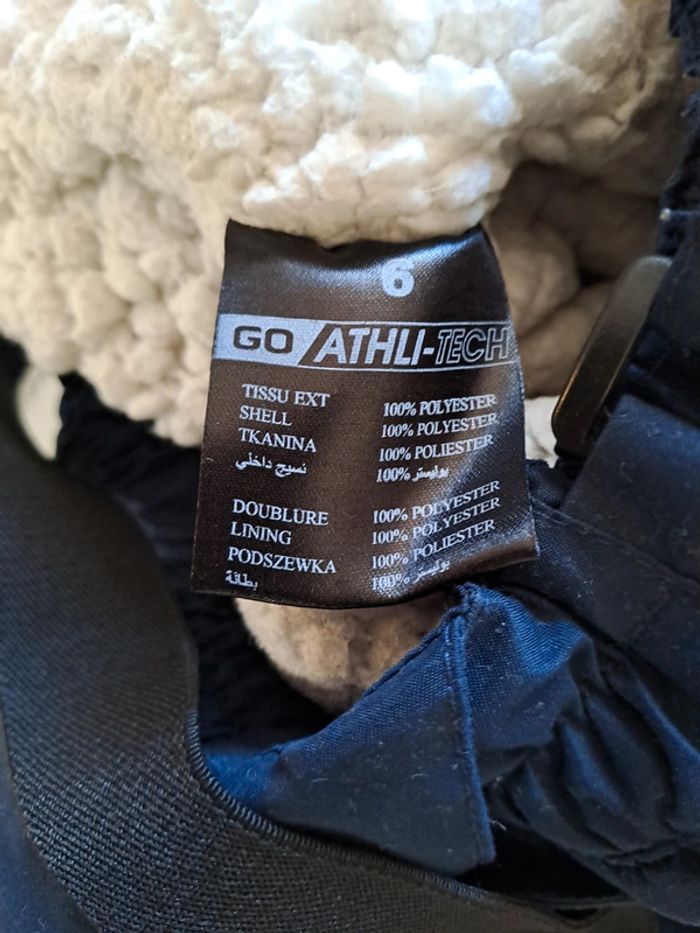 6
GO ATHLI-TECH
TISSU EXT 100% POLYESTER
SHELL 100% POLYESTER
TKANINA 100% POLIESTER
نسيج داخلي 100% بوليستر
DOUBLURE 100% POLYESTER
LINING 100% POLYESTER
PODSZEWKA 100% POLIESTER
بطانة 100% بوليستر